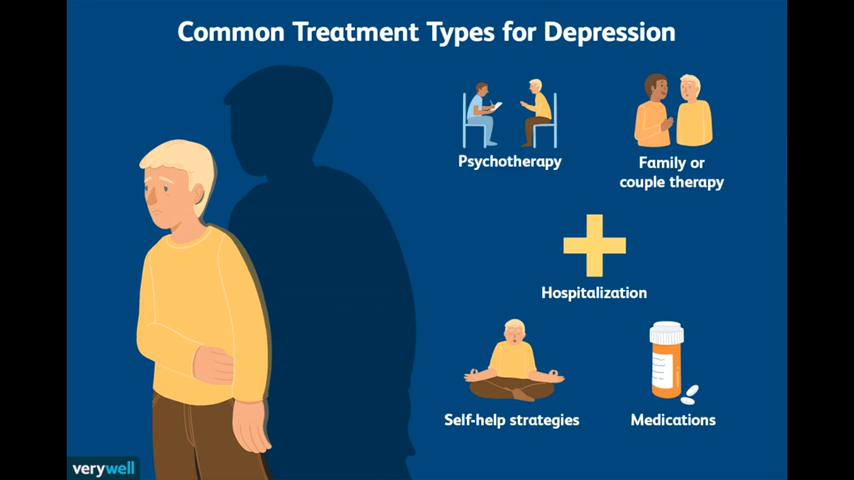 Common Treatment Types for Depression
Psychotherapy
Family or
couple therapy
Hospitalization
Self-help strategies
Medications
verywell